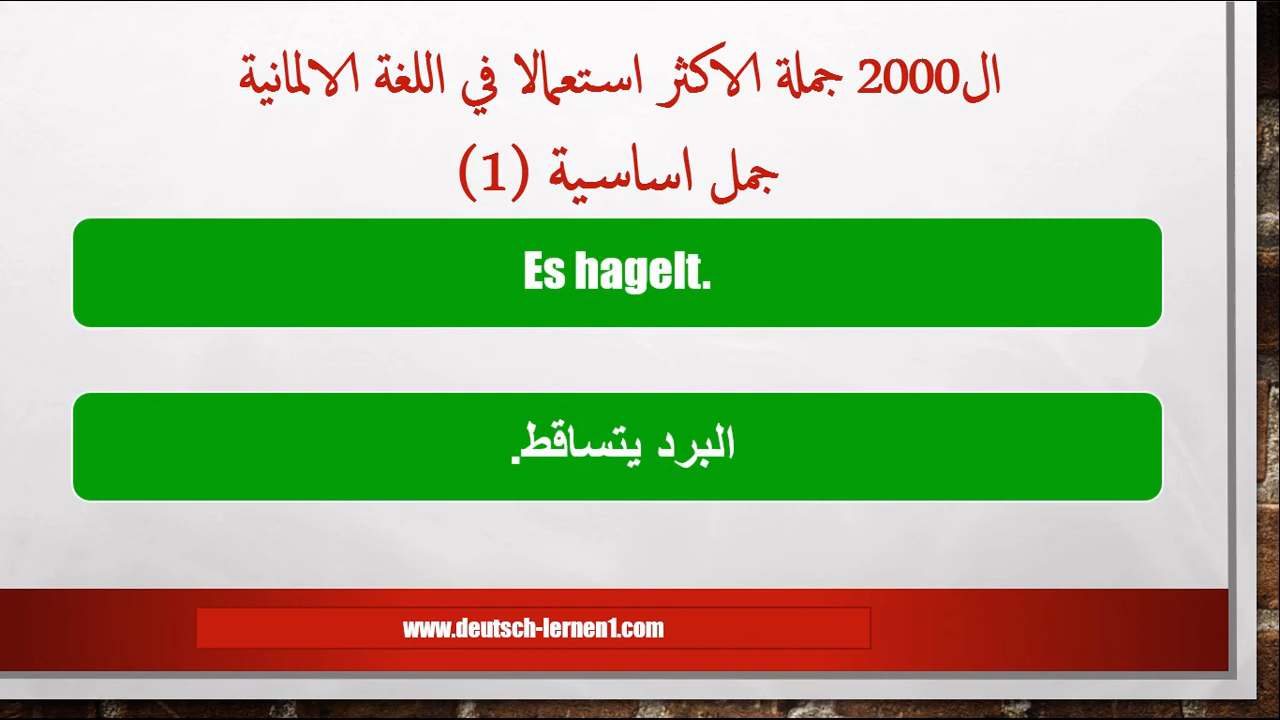 ال2000 جملة الاكثر استعمالا في اللغة الالمانية
جمل اساسية (1)
Es hagelt.
البرد يتساقط.
www.deutsch-lernen1.com